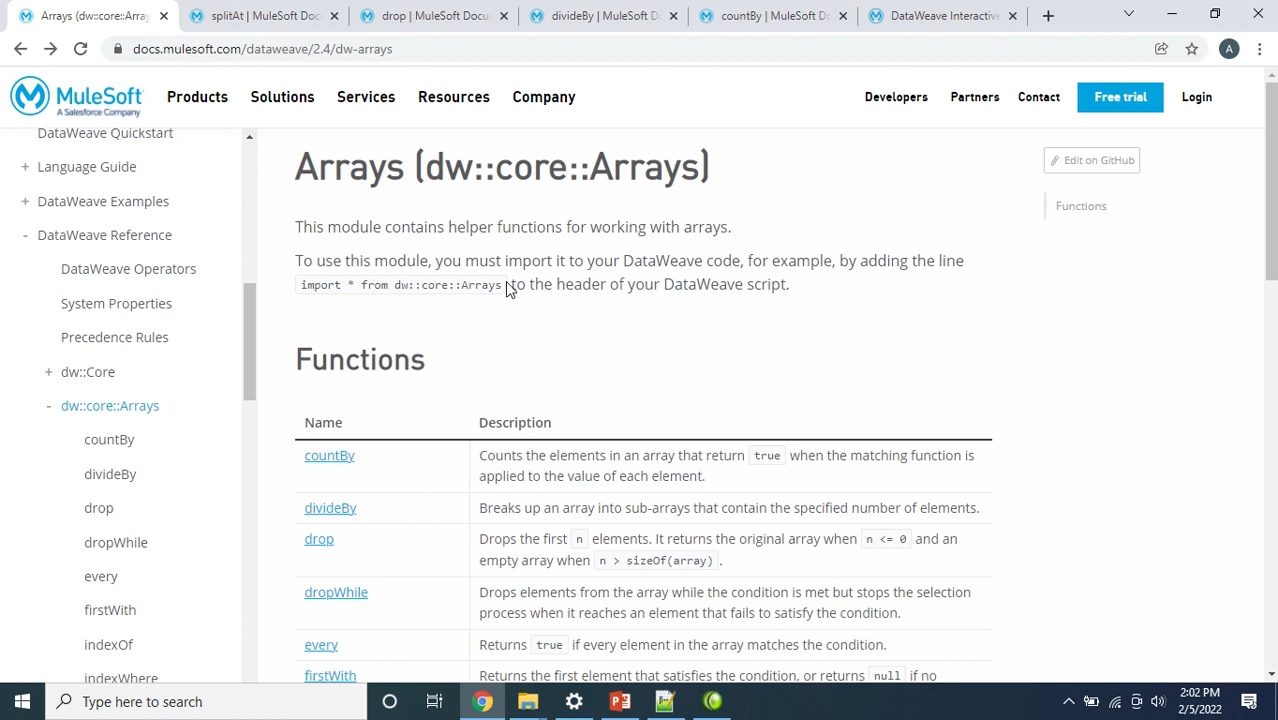 Arrays (dw::core::Array
splitAt | MuleSoft Docu
drop | MuleSoft Docum
divideBy | MuleSoft Do
countBy | MuleSoft Do
DataWeave Interactive
docs.mulesoft.com/dataweave/2.4/dw-arrays
A
MuleSoft
A Salesforce Company
Products
Solutions
Services
Resources
Company
Developers
Partners
Contact
Free trial
Login
DataWeave Quickstart
+ Language Guide
+ DataWeave Examples
- DataWeave Reference
DataWeave Operators
System Properties
Precedence Rules
+ dw::Core
- dw::core::Arrays
countBy
divideBy
drop
dropWhile
every
firstWith
indexOf
indexWhere
Arrays (dw::core::Arrays)
This module contains helper functions for working with arrays.
To use this module, you must import it to your DataWeave code, for example, by adding the line
import * from dw::core::Arrays to the header of your DataWeave script.
Functions
Name Description
countBy Counts the elements in an array that return true when the matching function is
applied to the value of each element.
divideBy Breaks up an array into sub-arrays that contain the specified number of elements.
drop Drops the first n elements. It returns the original array when n <= 0 and an
empty array when n > sizeOf(array) .
dropWhile Drops elements from the array while the condition is met but stops the selection
process when it reaches an element that fails to satisfy the condition.
every Returns true if every element in the array matches the condition.
firstWith Returns the first element that satisfies the condition, or returns null if no
Edit on GitHub
Functions
Type here to search
2:02 PM
2/5/2022